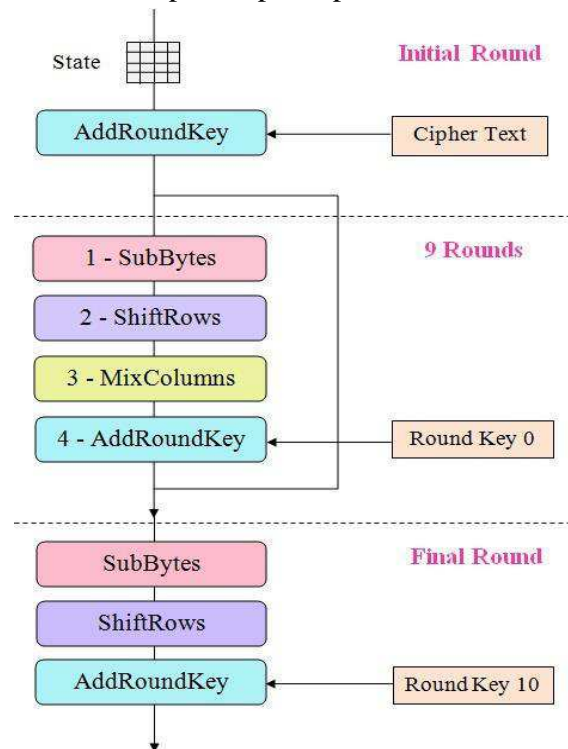 Initial Round
State
AddRoundKey
Cipher Text
9 Rounds
1 - SubBytes
2 - ShiftRows
3 - MixColumns
4 - AddRoundKey
Round Key 0
Final Round
SubBytes
ShiftRows
AddRoundKey
Round Key 10